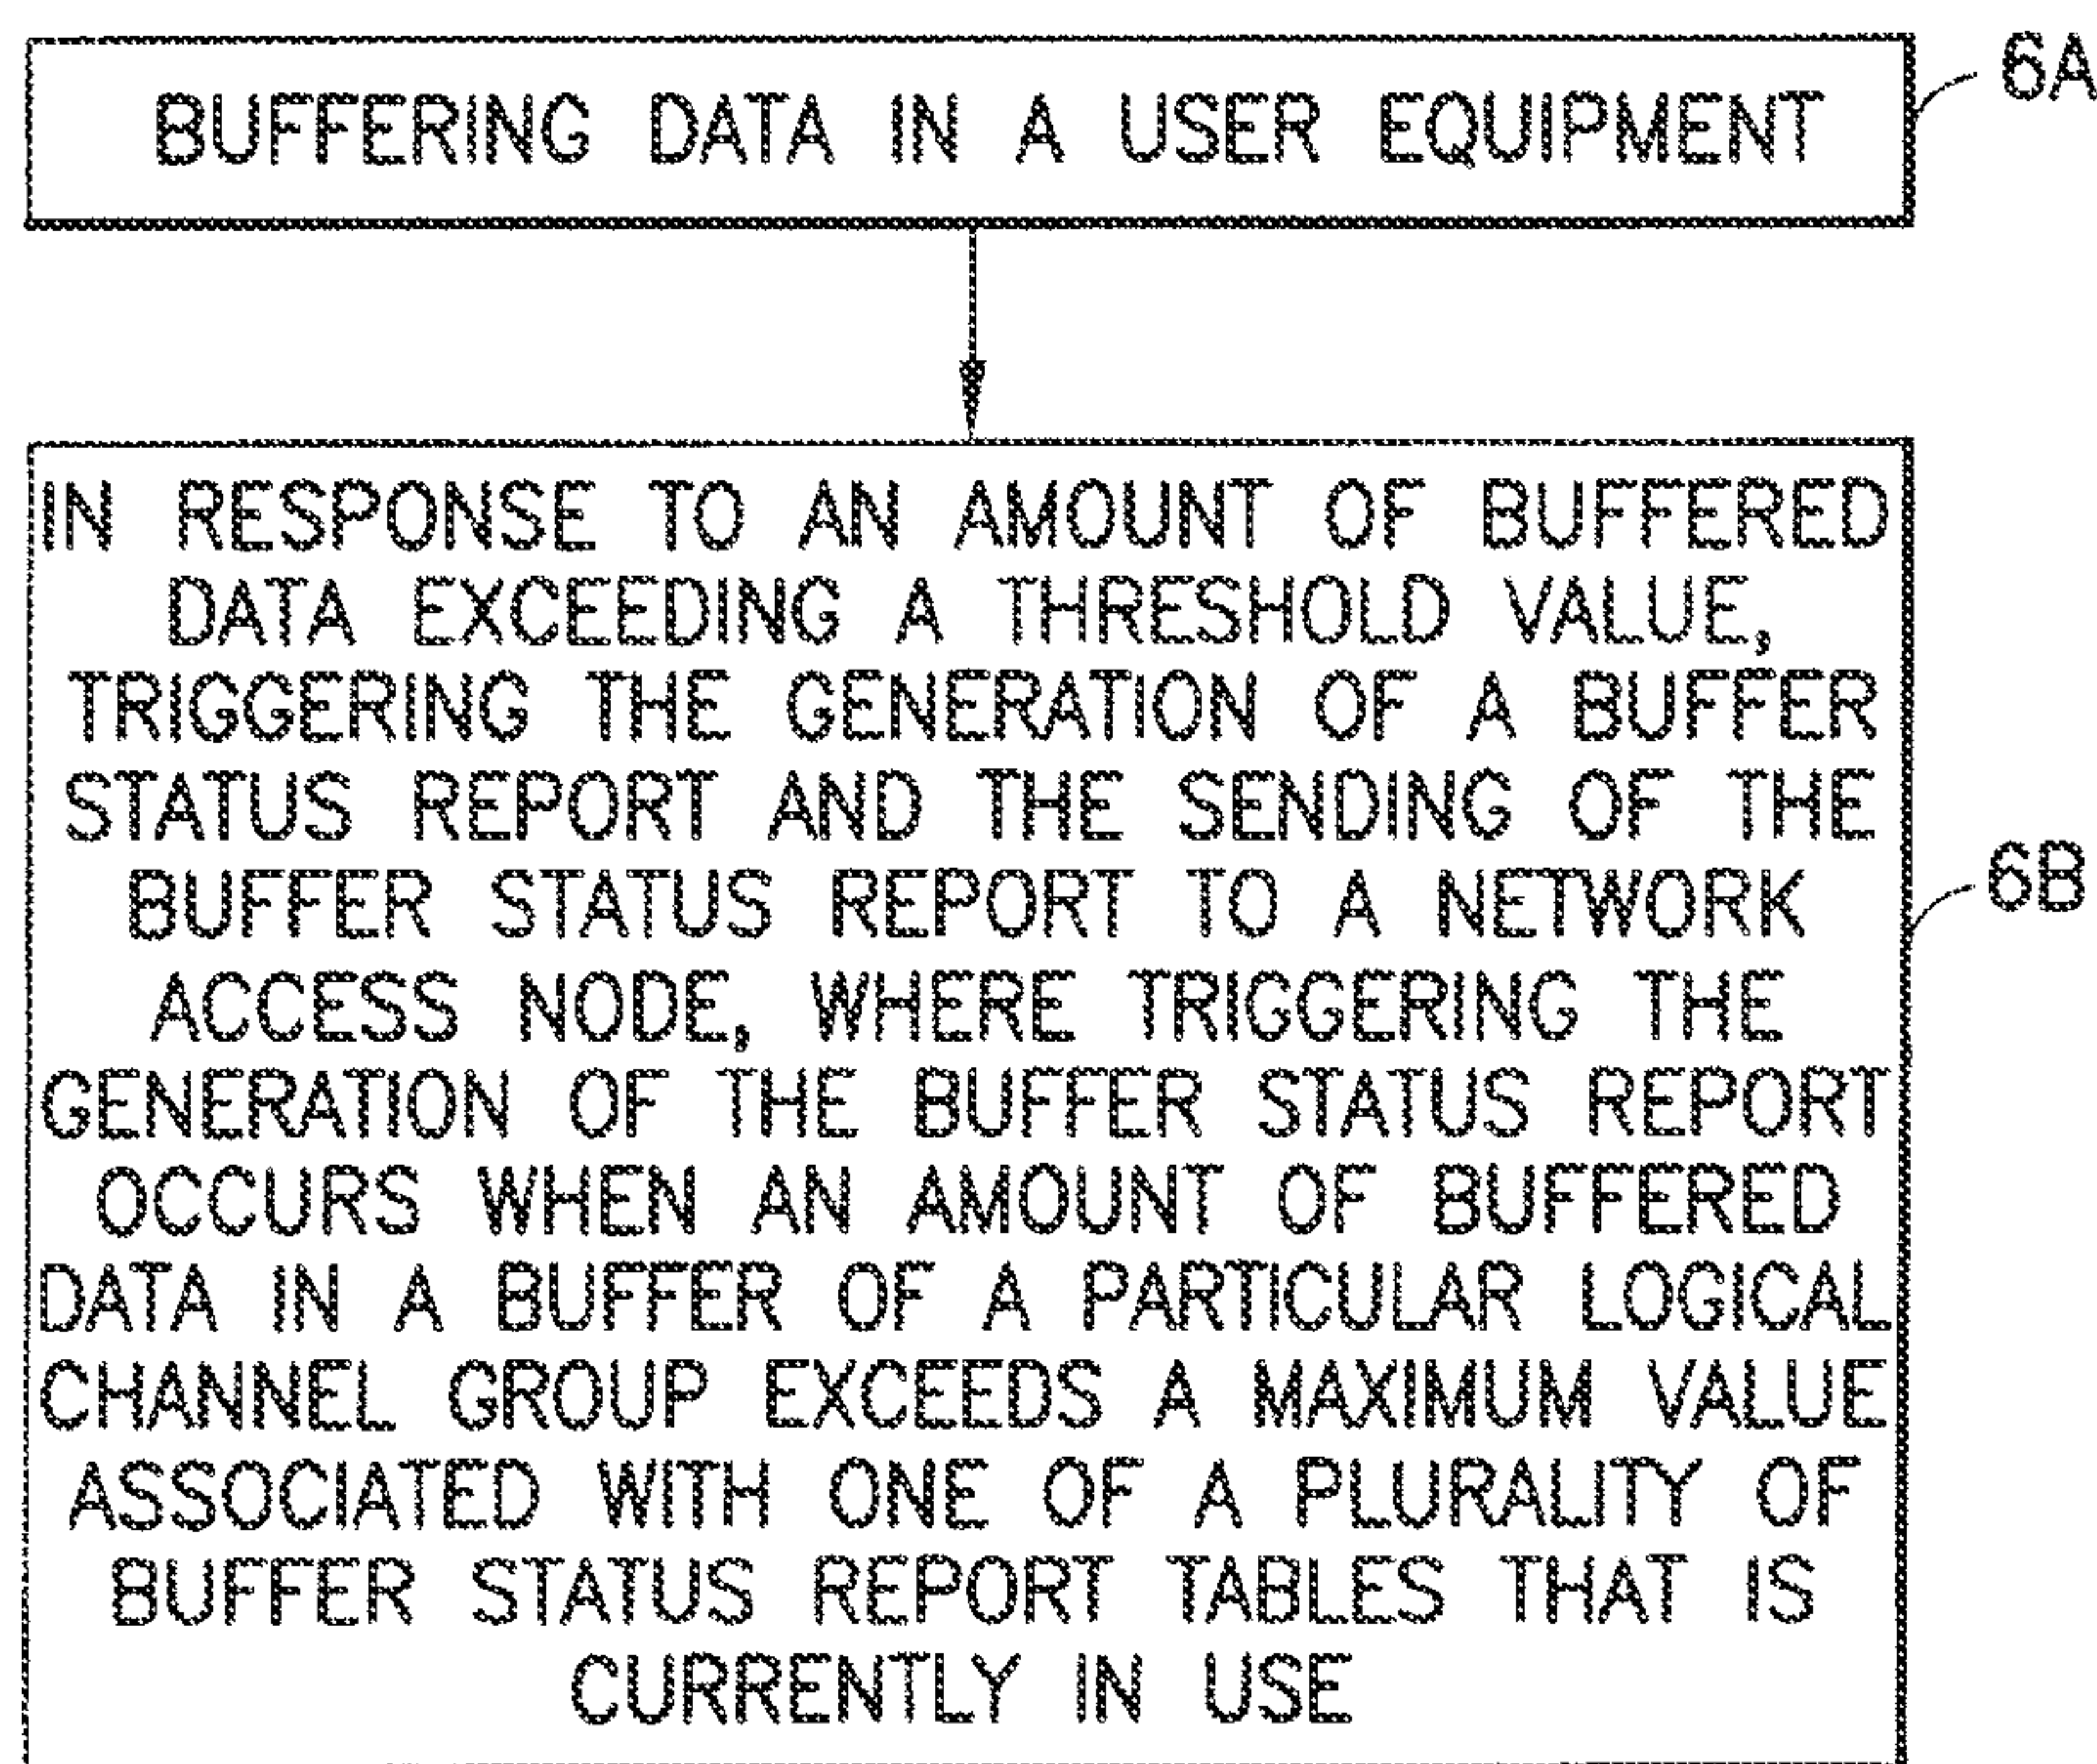 BUFFERING DATA IN A USER EQUIPMENT
6A
IN RESPONSE TO AN AMOUNT OF BUFFERED
DATA EXCEEDING A THRESHOLD VALUE,
TRIGGERING THE GENERATION OF A BUFFER
STATUS REPORT AND THE SENDING OF THE
BUFFER STATUS REPORT TO A NETWORK
ACCESS NODE, WHERE TRIGGERING THE
GENERATION OF THE BUFFER STATUS REPORT
OCCURS WHEN AN AMOUNT OF BUFFERED
DATA IN A BUFFER OF A PARTICULAR LOGICAL
CHANNEL GROUP EXCEEDS A MAXIMUM VALUE
ASSOCIATED WITH ONE OF A PLURALITY OF
BUFFER STATUS REPORT TABLES THAT IS
CURRENTLY IN USE
6B